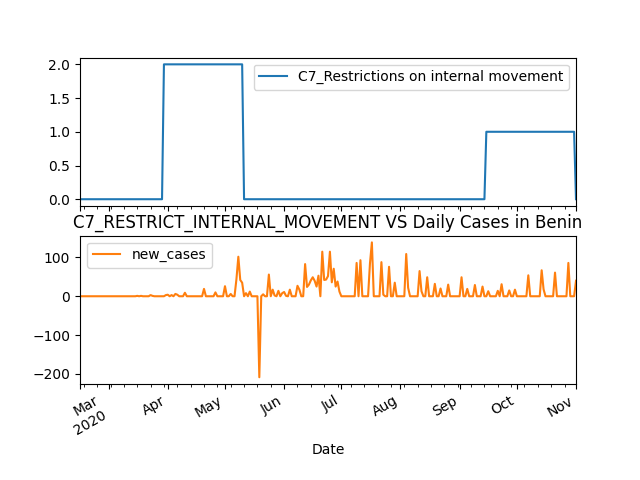 2.0
1.5
1.0
0.5
0.0
C7_Restrictions on internal movement
C7_RESTRICT_INTERNAL_MOVEMENT VS Daily Cases in Benin
100
0
−100
−200
new_cases
Mar
2020
Apr
May
Jun
Jul
Aug
Sep
Oct
Nov
Date